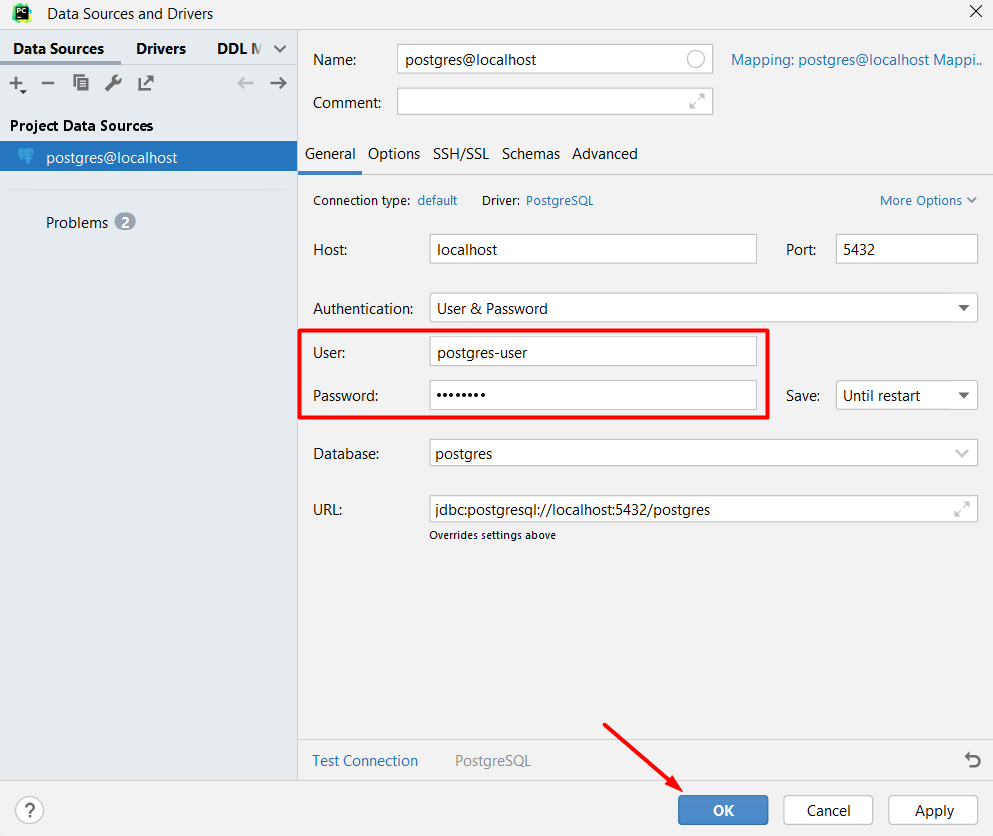 PC Data Sources and Drivers
Data Sources Drivers DDL M
Project Data Sources
postgres@localhost
Problems 2
Name: postgres@localhost Mapping: postgres@localhost Mappi..
Comment:
General Options SSH/SSL Schemas Advanced
Connection type: default Driver: PostgreSQL More Options
Host: localhost Port: 5432
Authentication: User & Password
User: postgres-user
Password: •••••••• Save: Until restart
Database: postgres
URL: jdbc:postgresql://localhost:5432/postgres
Overrides settings above
Test Connection PostgreSQL
? OK Cancel Apply